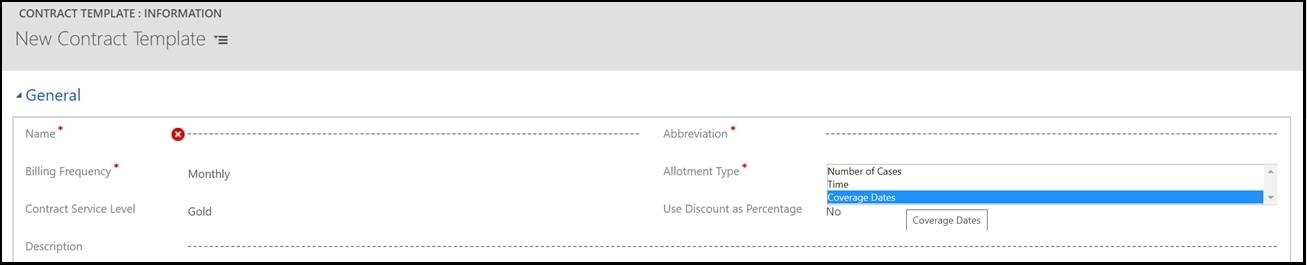 CONTRACT TEMPLATE : INFORMATION
New Contract Template
General
Name * Abbreviation *
Billing Frequency * Monthly Allotment Type * Number of Cases
Time
Coverage Dates
Contract Service Level Gold Use Discount as Percentage No
Coverage Dates
Description